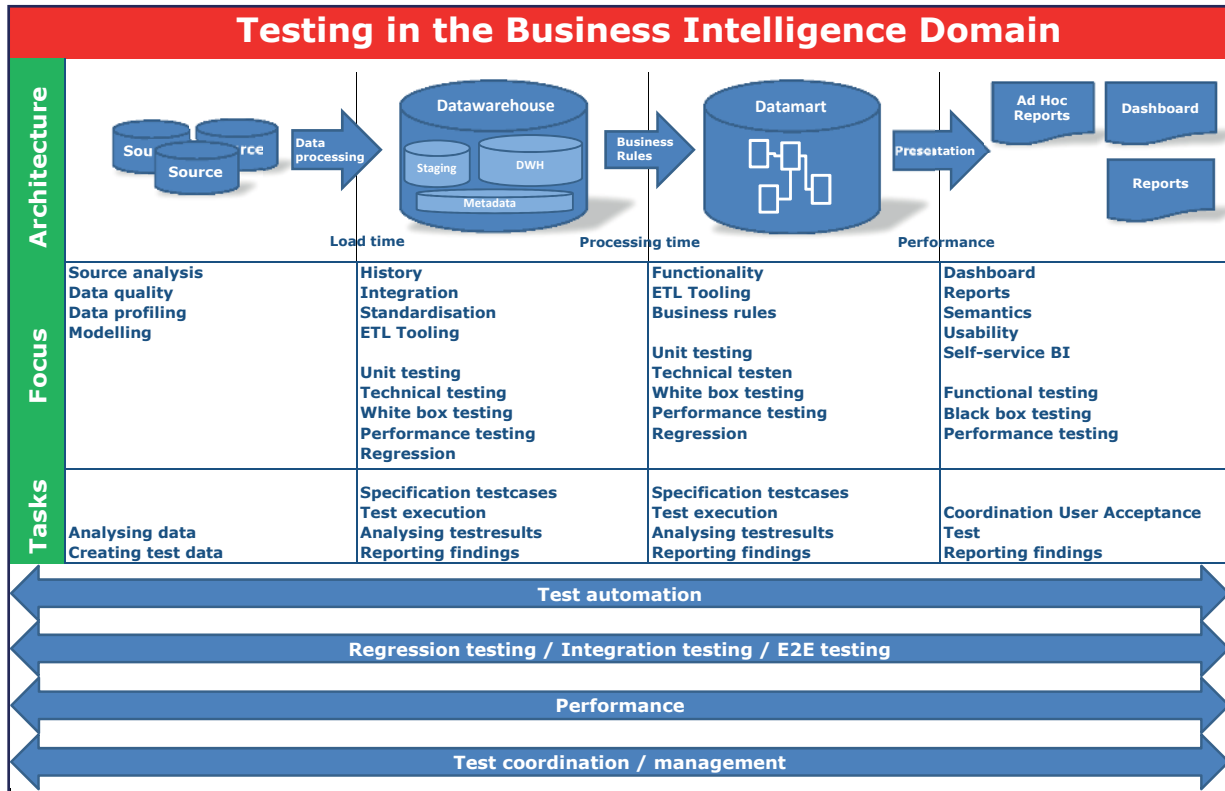 Testing in the Business Intelligence Domain
Architecture
Source
Data
processing
Datawarehouse
Staging
DWH
Metadata
Business
Rules
Datamart
Presentation
Ad Hoc
Reports
Dashboard
Reports
Load time
Processing time
Performance
Focus
Source analysis
Data quality
Data profiling
Modelling
History
Integration
Standardisation
ETL Tooling
Unit testing
Technical testing
White box testing
Performance testing
Regression
Functionality
ETL Tooling
Business rules
Unit testing
Technical testen
White box testing
Performance testing
Regression
Dashboard
Reports
Semantics
Usability
Self-service BI
Functional testing
Black box testing
Performance testing
Tasks
Analysing data
Creating test data
Specification testcases
Test execution
Analysing testresults
Reporting findings
Specification testcases
Test execution
Analysing testresults
Reporting findings
Coordination User Acceptance
Test
Reporting findings
Test automation
Regression testing / Integration testing / E2E testing
Performance
Test coordination / management